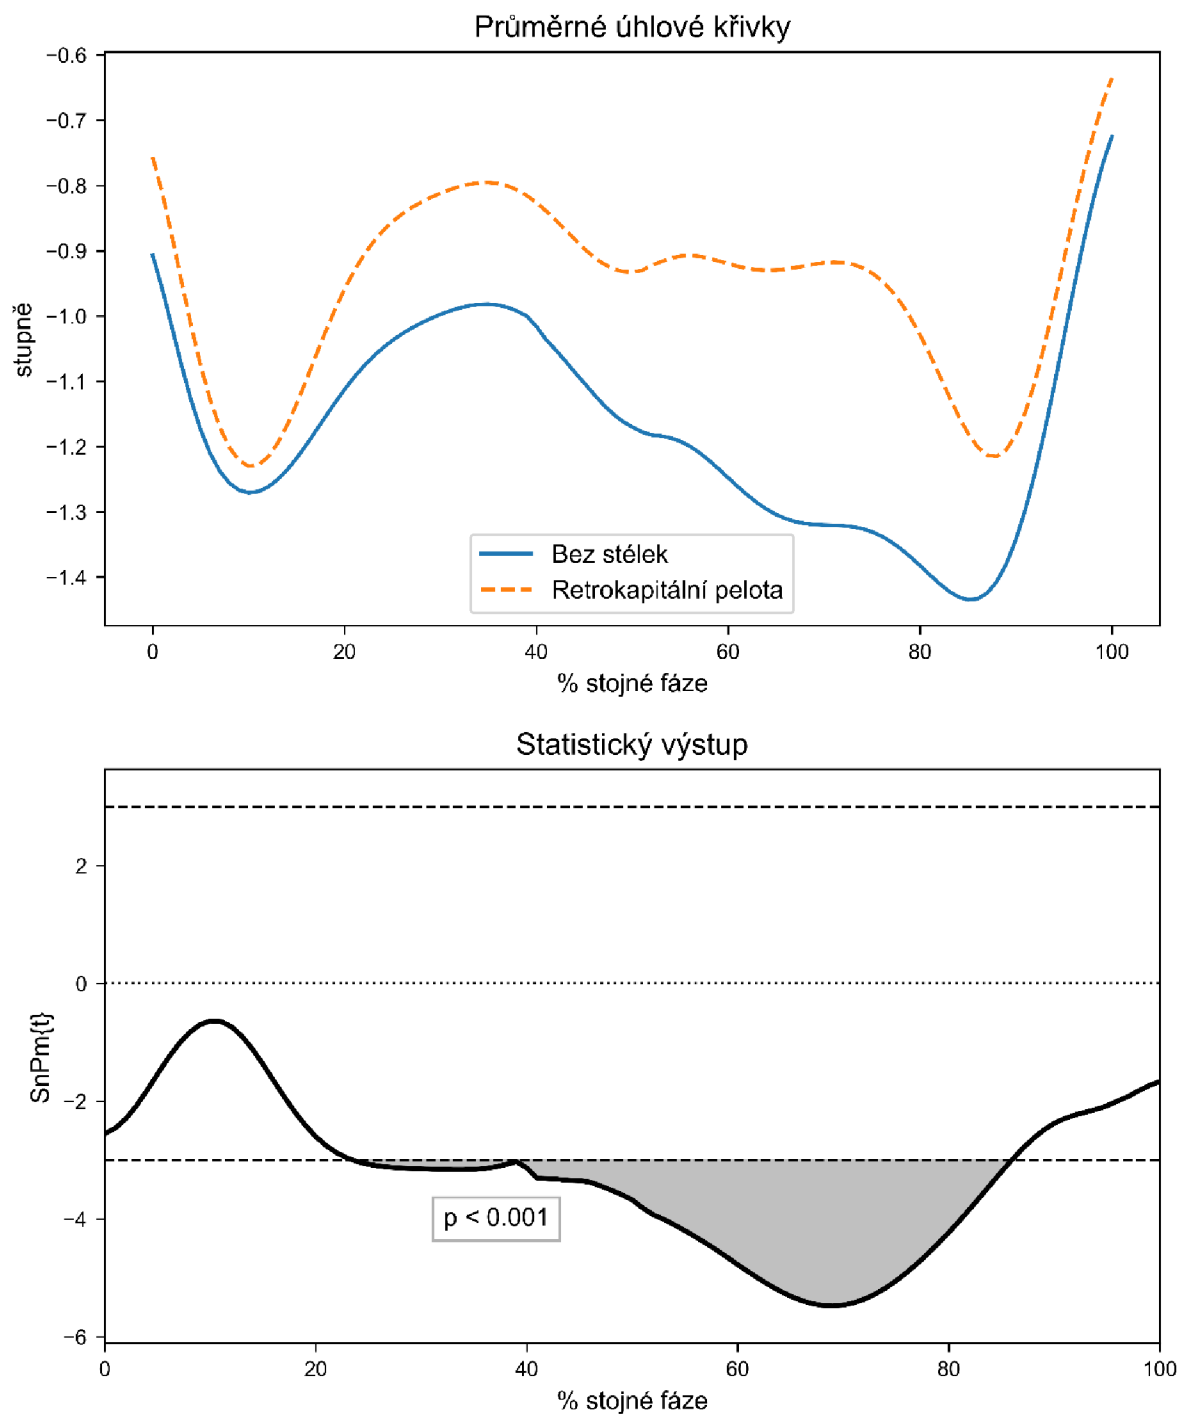 Průměrné úhlové křivky
−0.6
−0.7
−0.8
−0.9
−1.0
−1.1
−1.2
−1.3
−1.4
stupně
Bez stélek
Retrokapitální pelota
0 20 40 60 80 100
% stojné fáze
Statistický výstup
2
0
−2
−4
−6
SnPm{t}
p < 0.001
0 20 40 60 80 100
% stojné fáze